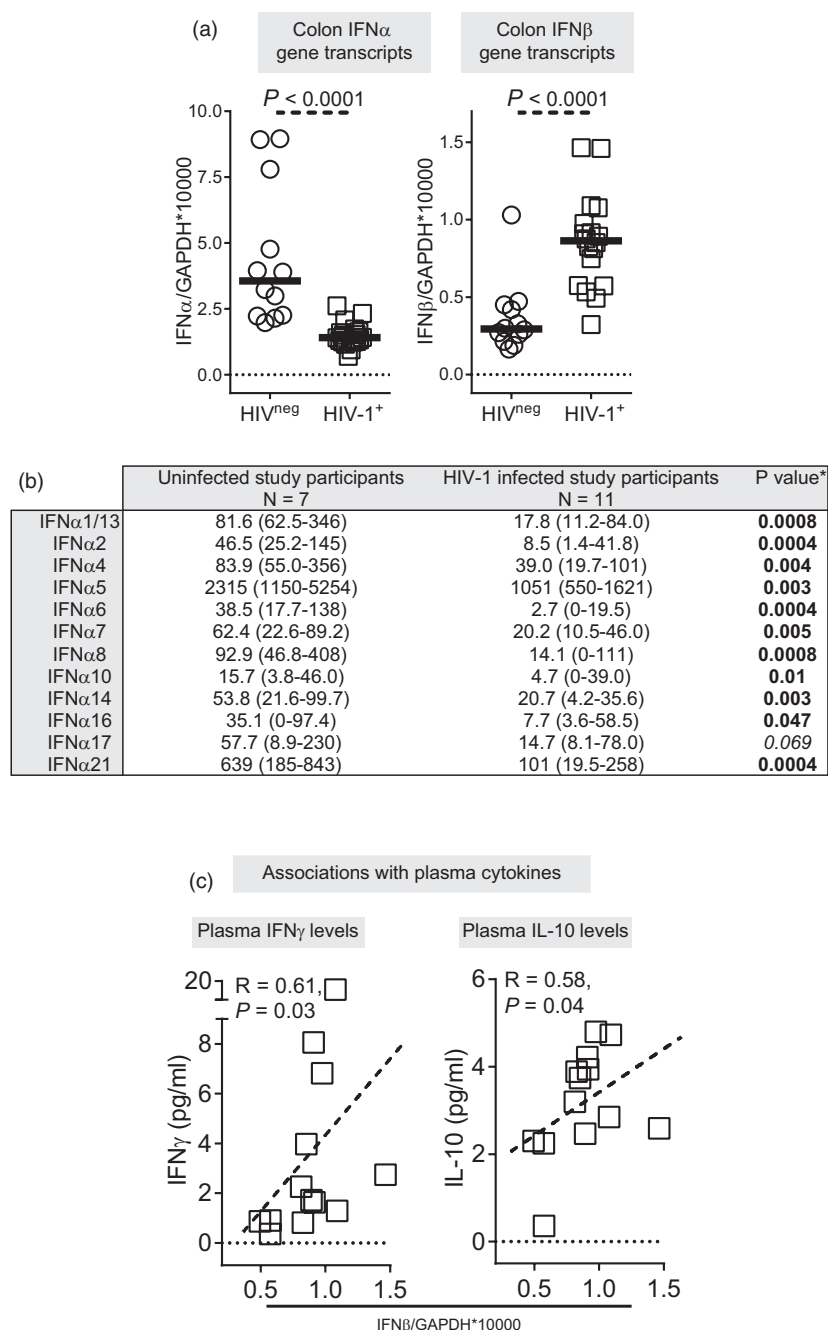 (a)
Colon IFNα
gene transcripts
Colon IFNβ
gene transcripts
P < 0.0001
P < 0.0001
IFNα/GAPDH*10000
10.0
7.5
5.0
2.5
0.0
HIVneg
HIV-1+
IFNβ/GAPDH*10000
1.5
1.0
0.5
0.0
HIVneg
HIV-1+
(b)
Uninfected study participants HIV-1 infected study participants P value*
N = 7 N = 11
IFNα1/13 81.6 (62.5-346) 17.8 (11.2-84.0) 0.0008
IFNα2 46.5 (25.2-145) 8.5 (1.4-41.8) 0.0004
IFNα4 83.9 (55.0-356) 39.0 (19.7-101) 0.004
IFNα5 2315 (1150-5254) 1051 (550-1621) 0.003
IFNα6 38.5 (17.7-138) 2.7 (0-19.5) 0.0004
IFNα7 62.4 (22.6-89.2) 20.2 (10.5-46.0) 0.005
IFNα8 92.9 (46.8-408) 14.1 (0-111) 0.0008
IFNα10 15.7 (3.8-46.0) 4.7 (0-39.0) 0.01
IFNα14 53.8 (21.6-99.7) 20.7 (4.2-35.6) 0.003
IFNα16 35.1 (0-97.4) 7.7 (3.6-58.5) 0.047
IFNα17 57.7 (8.9-230) 14.7 (8.1-78.0) 0.069
IFNα21 639 (185-843) 101 (19.5-258) 0.0004
(c)
Associations with plasma cytokines
Plasma IFNγ levels
Plasma IL-10 levels
IFNγ (pg/ml)
20
8
6
4
2
0
R = 0.61,
P = 0.03
0.5 1.0 1.5
IL-10 (pg/ml)
6
4
2
0
R = 0.58,
P = 0.04
0.5 1.0 1.5
IFNβ/GAPDH*10000